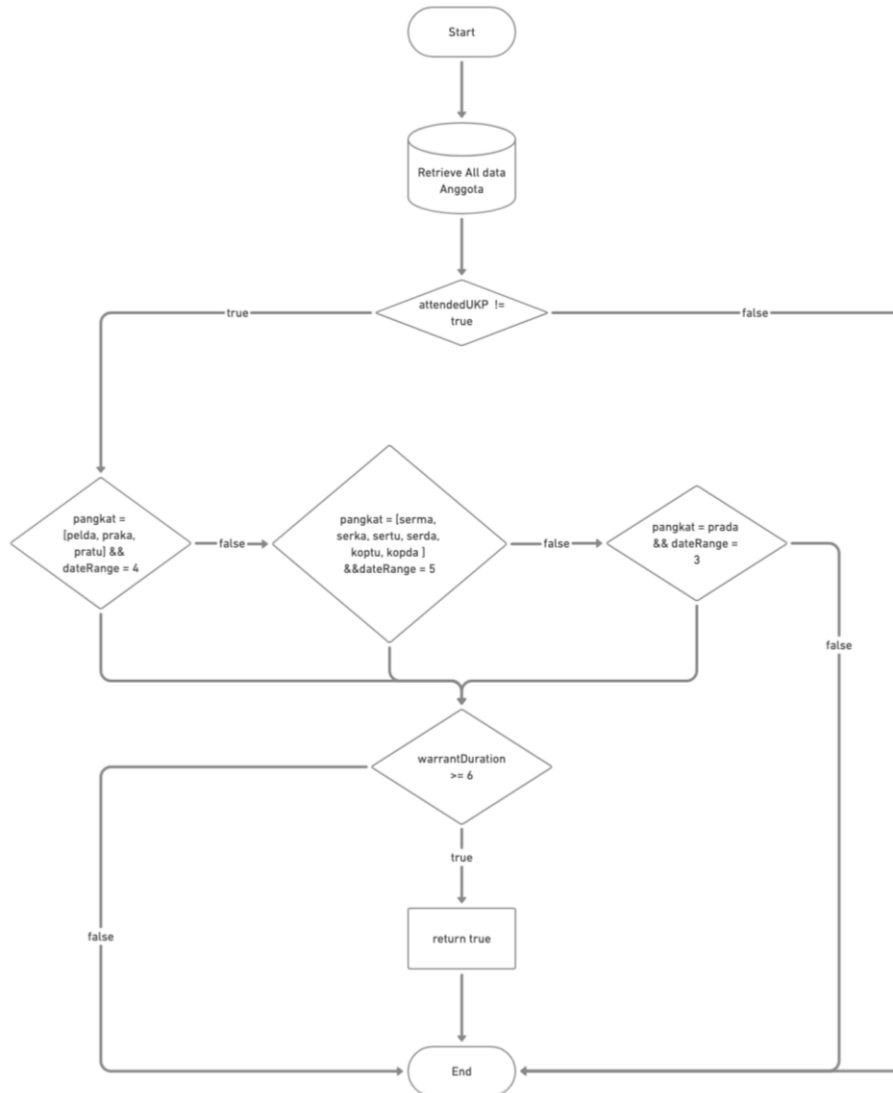 Start
Retrieve All data
Anggota
attendedUKP !=
true
true
false
pangkat =
[pelda, praka,
pratu] &&
dateRange = 4
false
pangkat = [serma,
serka, sertu, serda,
koptu, kopda ]
&&dateRange = 5
false
pangkat = prada
&& dateRange =
3
false
warrantDuration
>= 6
true
false
return true
End